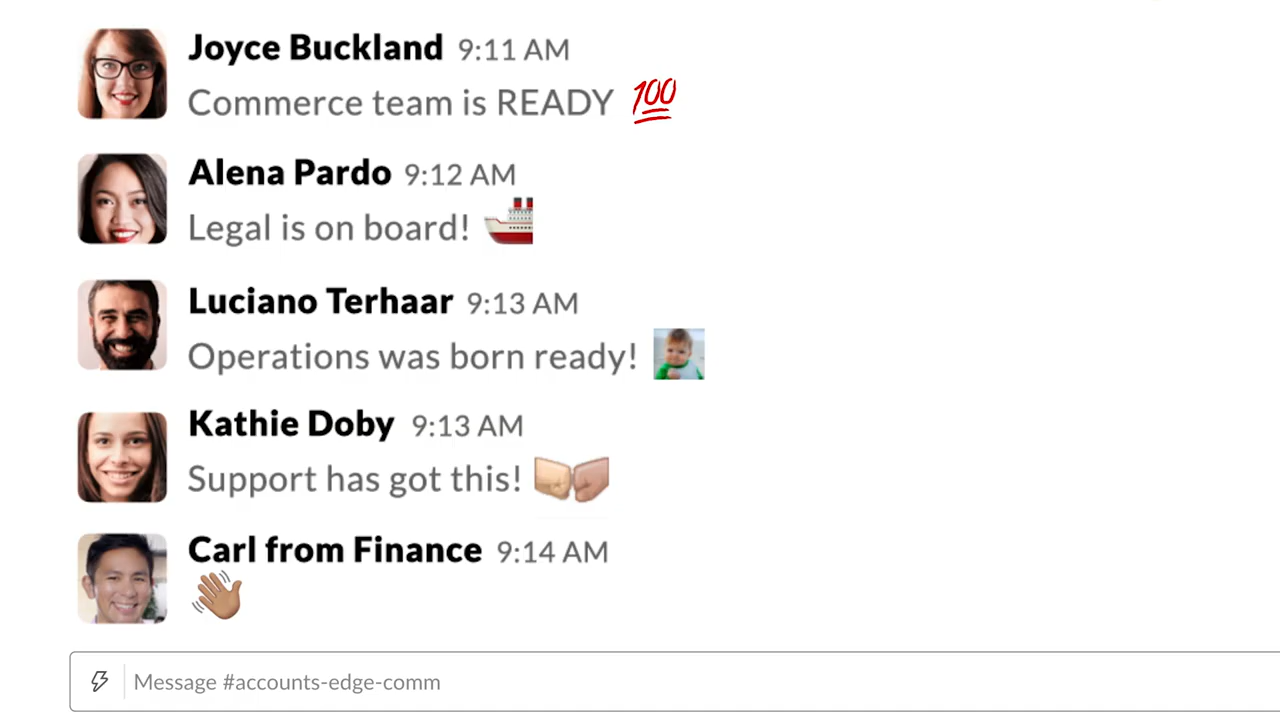 Joyce Buckland 9:11 AM
Commerce team is READY 💯
Alena Pardo 9:12 AM
Legal is on board!
Luciano Terhaar 9:13 AM
Operations was born ready!
Kathie Doby 9:13 AM
Support has got this!
Carl from Finance 9:14 AM
Message #accounts-edge-comm